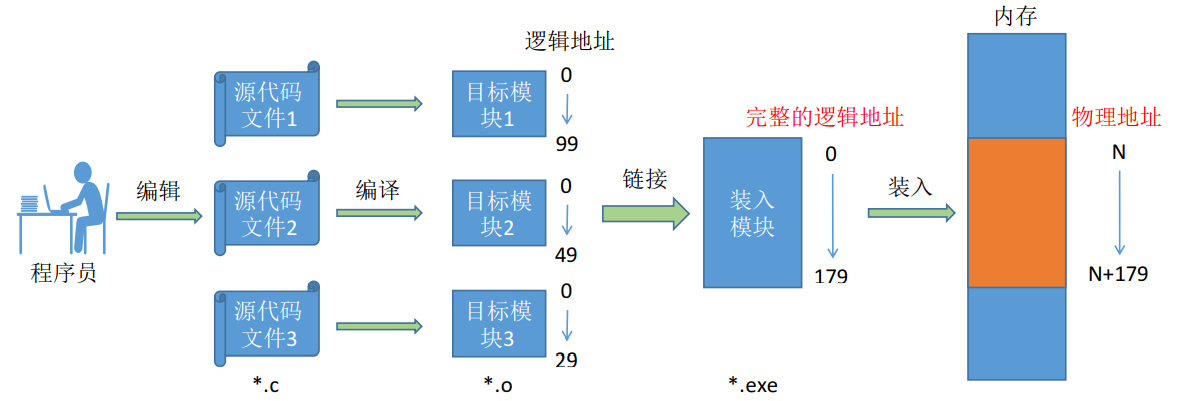 内存
逻辑地址
源代码
文件1
目标模
块1
0
99
完整的逻辑地址
物理地址
程序员
编辑
源代码
文件2
编译
目标模
块2
0
49
链接
装入
模块
0
179
装入
N
N+179
源代码
文件3
目标模
块3
0
29
*.c
*.o
*.exe